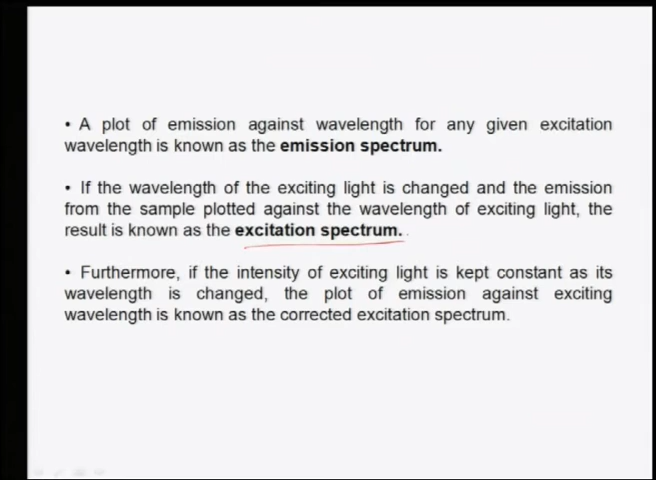 • A plot of emission against wavelength for any given excitation
wavelength is known as the emission spectrum.
• If the wavelength of the exciting light is changed and the emission
from the sample plotted against the wavelength of exciting light, the
result is known as the excitation spectrum.
• Furthermore, if the intensity of exciting light is kept constant as its
wavelength is changed, the plot of emission against exciting
wavelength is known as the corrected excitation spectrum.